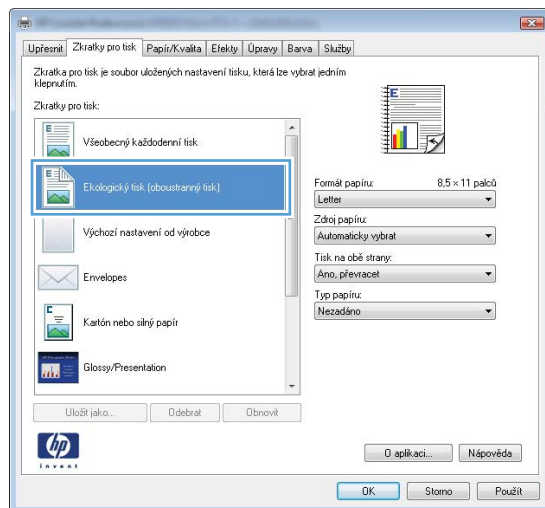 Upřesnit Zkratky pro tisk Papír/Kvalita Efekty Úpravy Barva Služby
Zkratka pro tisk je soubor uložených nastavení tisku, která lze vybrat jedním
klepnutím.
Zkratky pro tisk:
Všeobecný každodenní tisk
Ekologický tisk (oboustranný tisk)
Výchozí nastavení od výrobce
Envelopes
Kartón nebo silný papír
Glossy/Presentation
Uložit jako... Odebrat Obnovit
E
Formát papíru: 8,5 × 11 palců
Letter
Zdroj papíru:
Automaticky vybrat
Tisk na obě strany:
Ano, převracet
Typ papíru:
Nezadáno
hp
invent
O aplikaci... Nápověda
OK Storno Použít